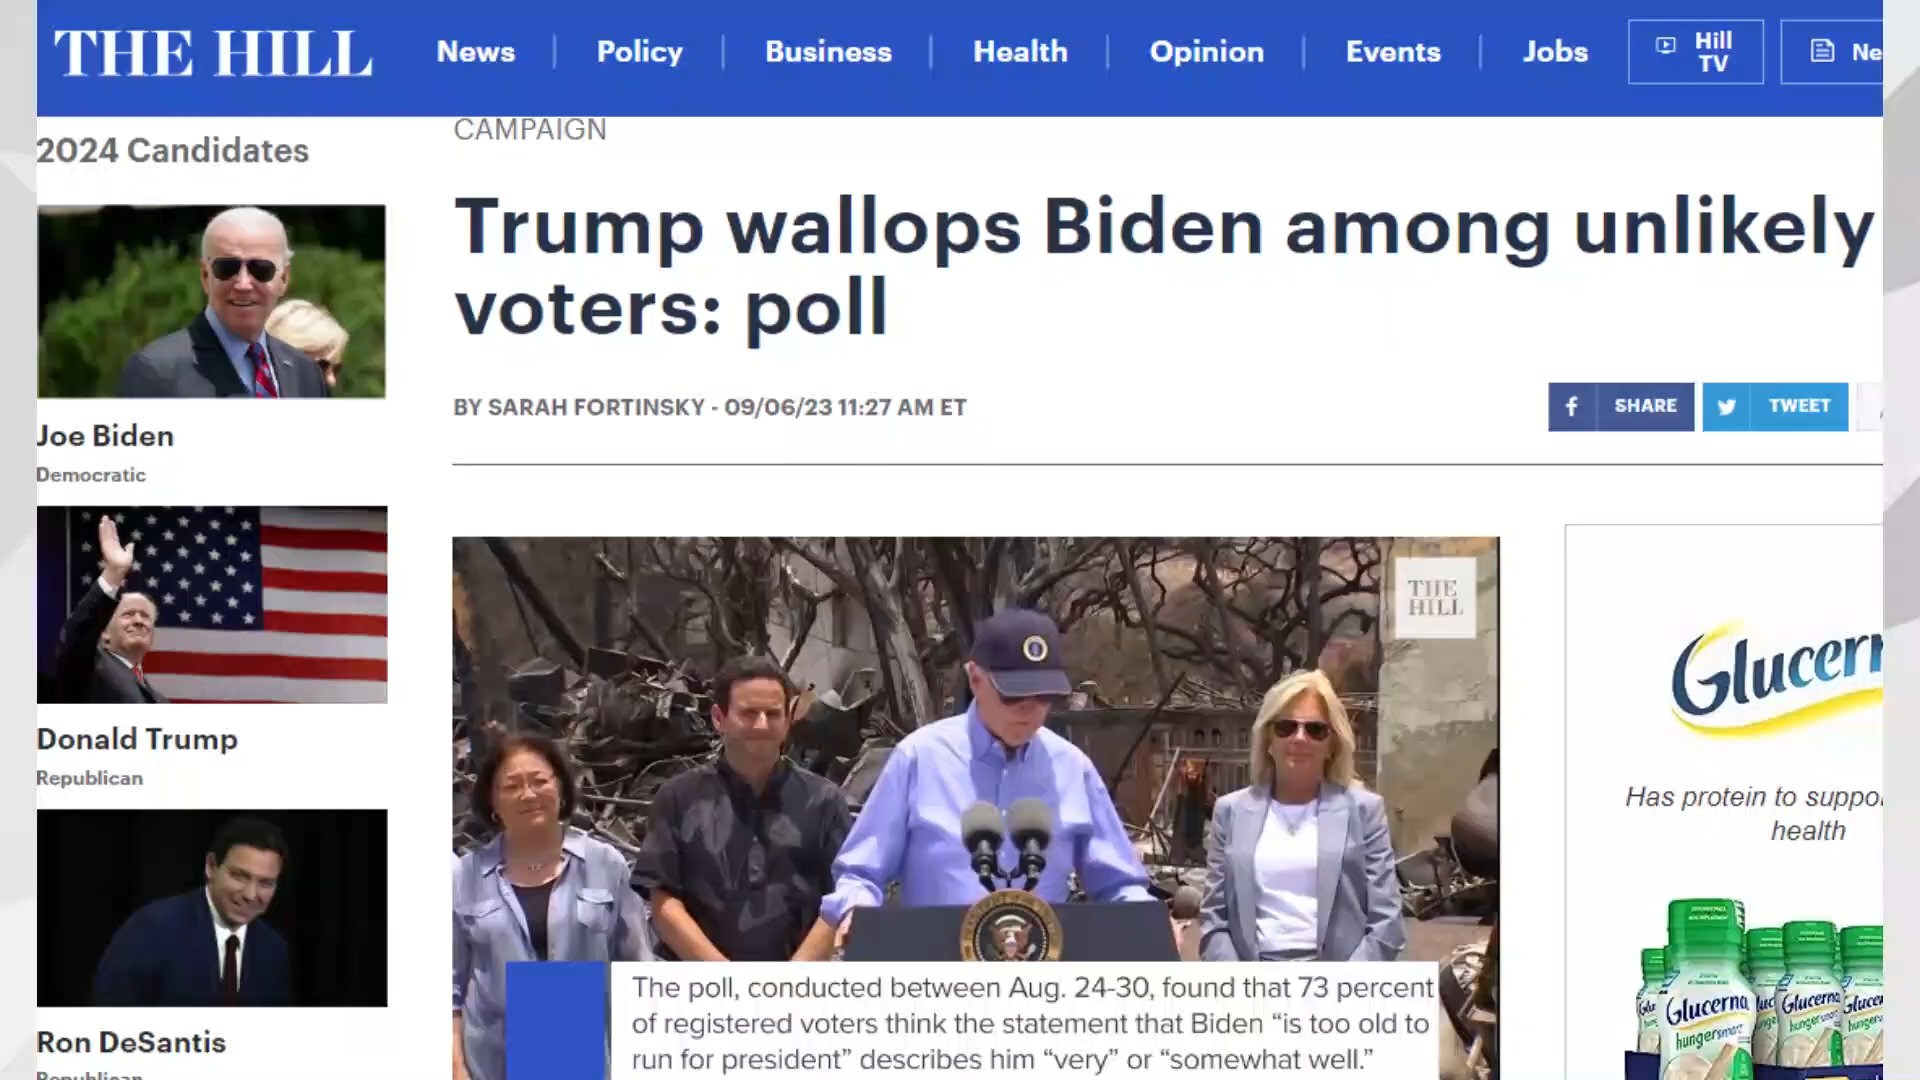 THE HILL
News
Policy
Business
Health
Opinion
Events
Jobs
Hill
TV
2024 Candidates
Joe Biden
Democratic
Donald Trump
Republican
Ron DeSantis
Republican
CAMPAIGN
Trump wallops Biden among unlikely
voters: poll
BY SARAH FORTINSKY - 09/06/23 11:27 AM ET
SHARE
TWEET
THE
HILL
The poll, conducted between Aug. 24-30, found that 73 percent
of registered voters think the statement that Biden “is too old to
run for president” describes him “very” or “somewhat well.”
Has protein to
health
Glucerna
hungersmart
Glucerna